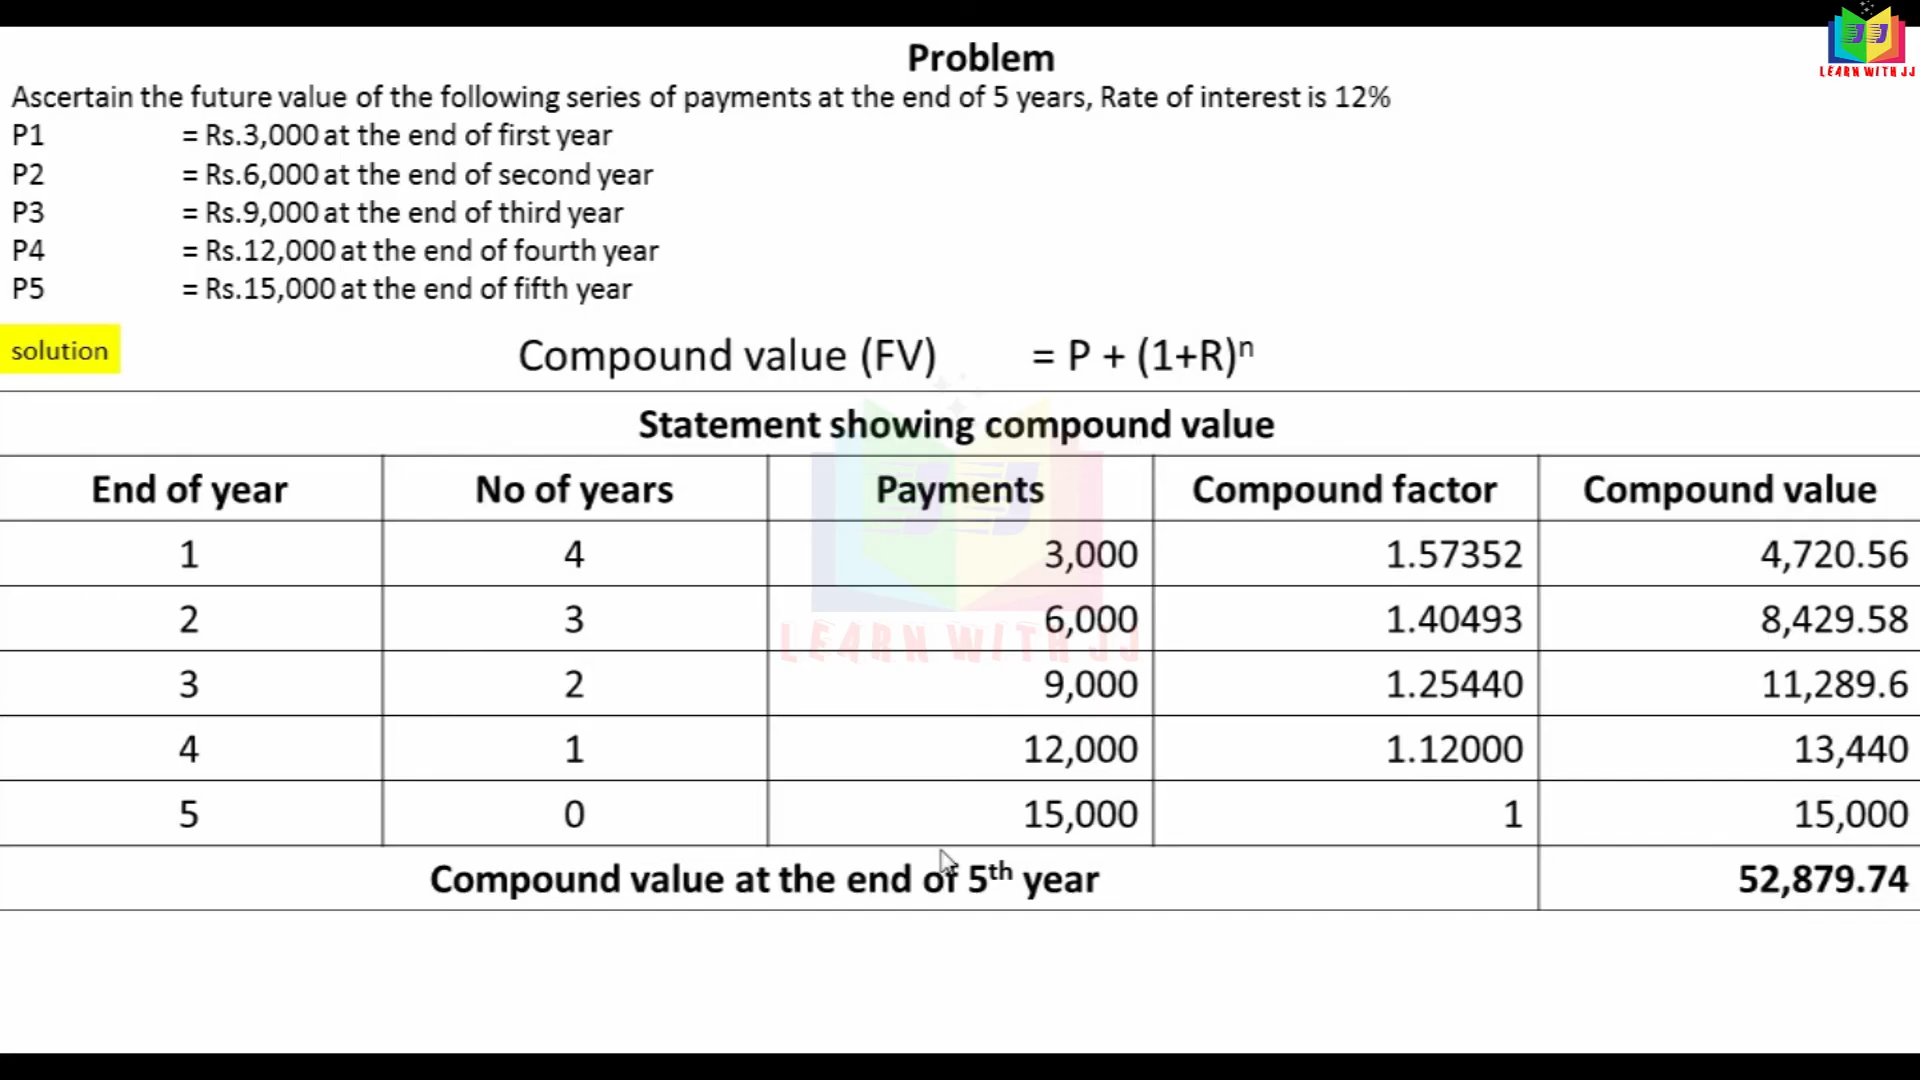 LEARN WITH JJ
Problem
Ascertain the future value of the following series of payments at the end of 5 years, Rate of interest is 12%
P1 = Rs.3,000 at the end of first year
P2 = Rs.6,000 at the end of second year
P3 = Rs.9,000 at the end of third year
P4 = Rs.12,000 at the end of fourth year
P5 = Rs.15,000 at the end of fifth year
solution
Compound value (FV) = P + (1+R)ⁿ
Statement showing compound value
End of year No of years Payments Compound factor Compound value
1 4 3,000 1.57352 4,720.56
2 3 6,000 1.40493 8,429.58
LEARN WITH JJ
3 2 9,000 1.25440 11,289.6
4 1 12,000 1.12000 13,440
5 0 15,000 1 15,000
Compound value at the end of 5th year 52,879.74